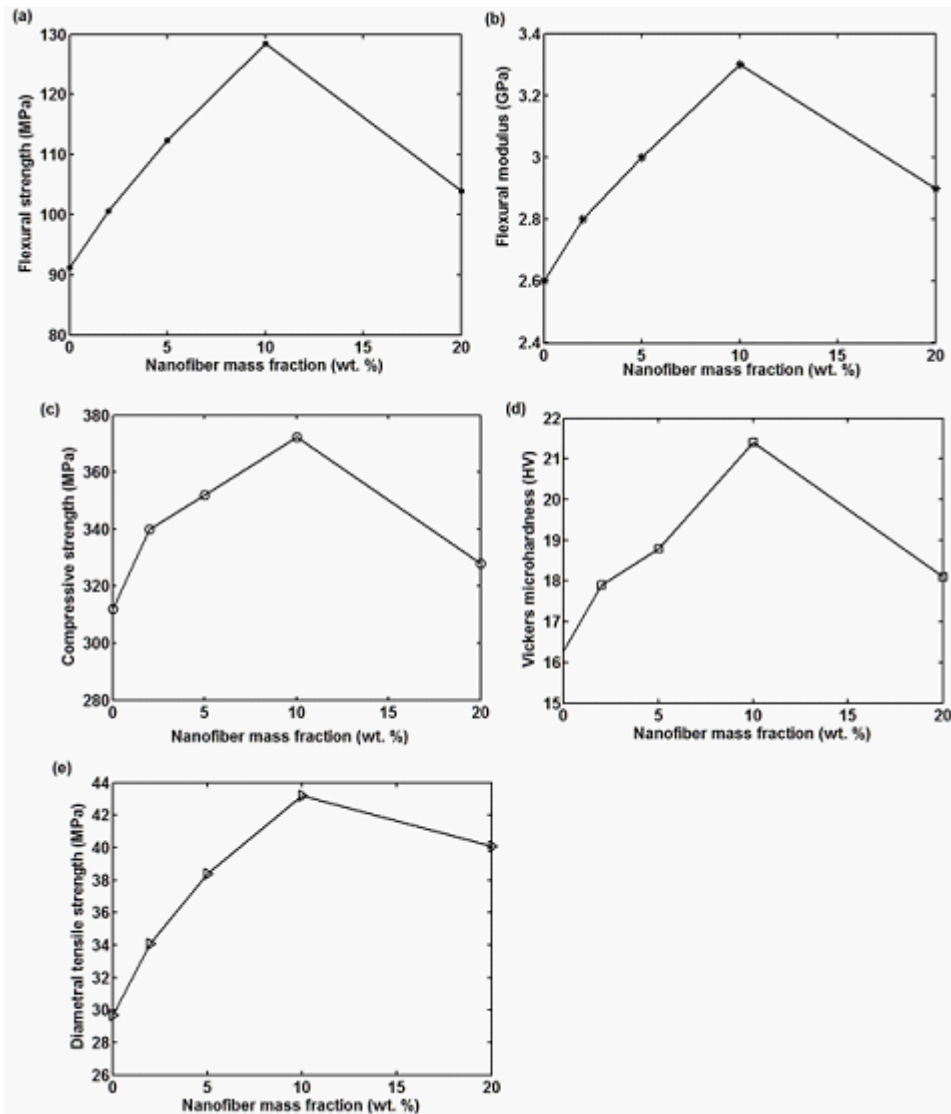 (a)
130
120
110
100
90
80
Flexural strength (MPa)
0 5 10 15 20
Nanofiber mass fraction (wt. %)
(b)
3.4
3.2
3
2.8
2.6
2.4
Flexural modulus (GPa)
0 5 10 15 20
Nanofiber mass fraction (wt. %)
(c)
380
360
340
320
300
280
Compressive strength (MPa)
0 5 10 15 20
Nanofiber mass fraction (wt. %)
(d)
22
21
20
19
18
17
16
15
Vickers microhardness (HV)
0 5 10 15 20
Nanofiber mass fraction (wt. %)
(e)
44
42
40
38
36
34
32
30
28
26
Diametral tensile strength (MPa)
0 5 10 15 20
Nanofiber mass fraction (wt. %)